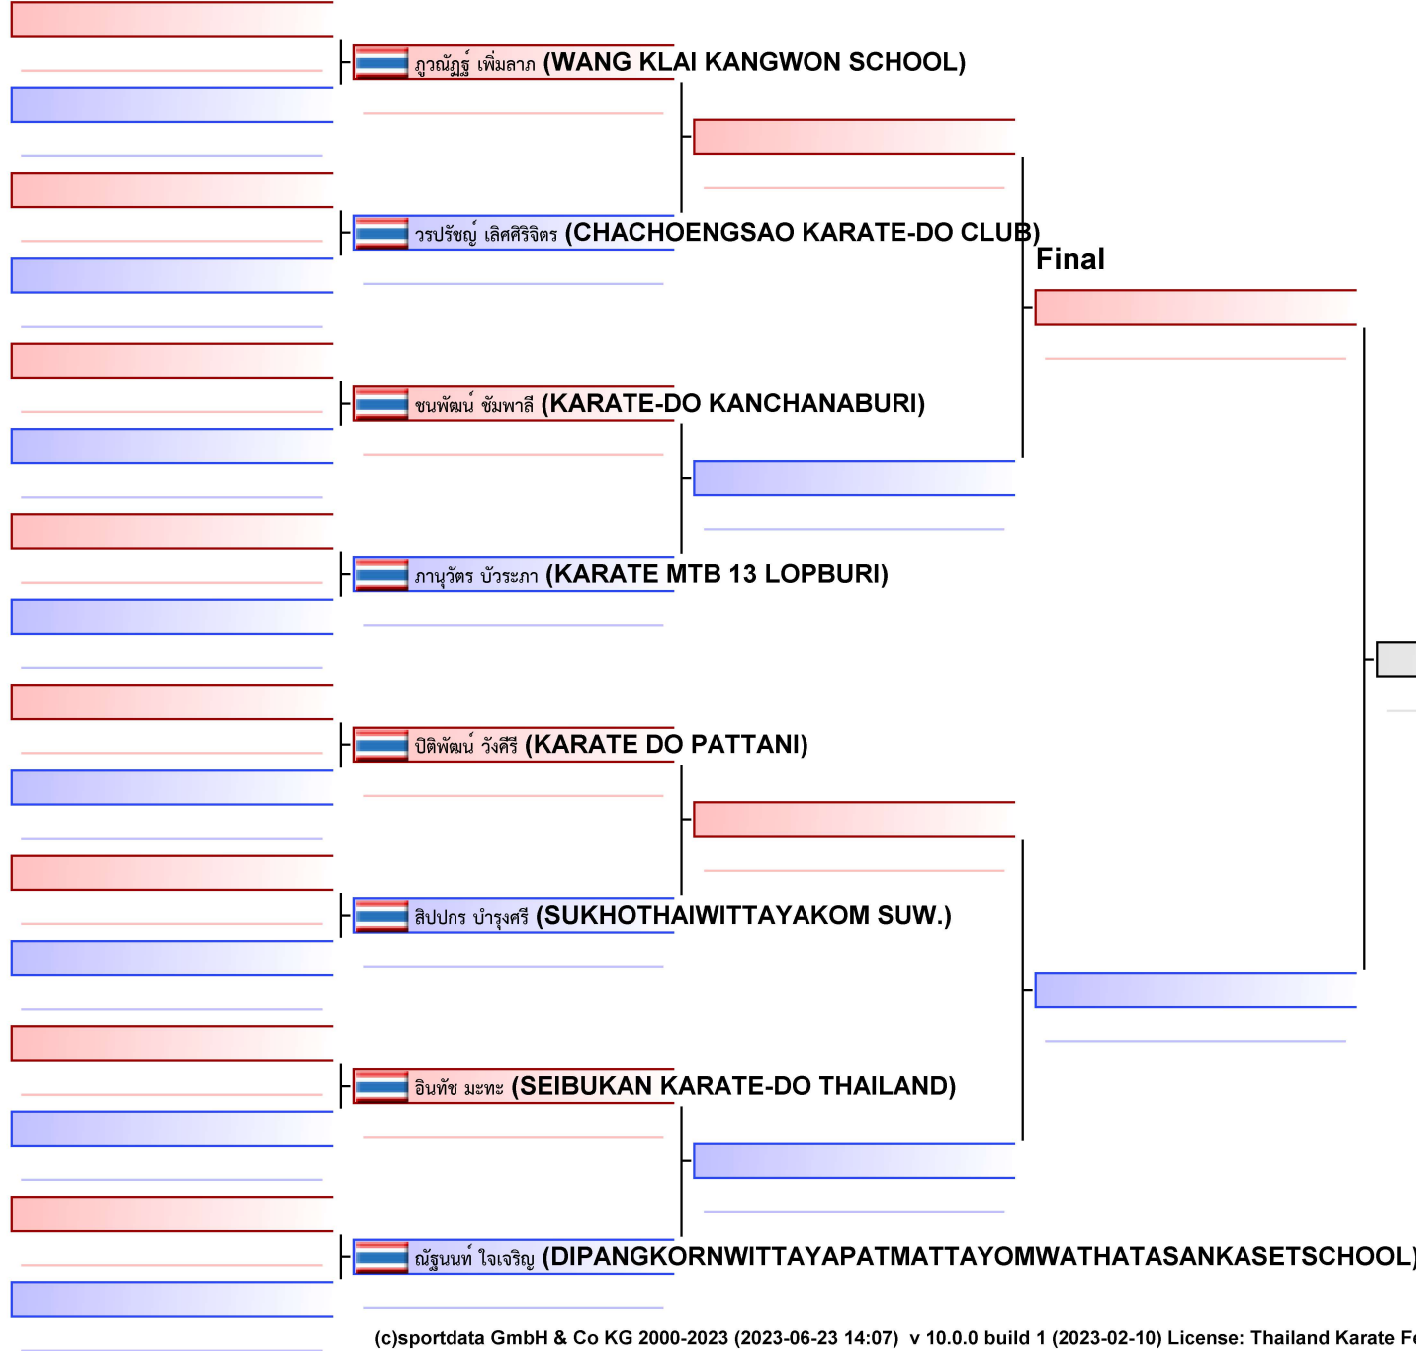 ภูวณัฏฐ์ เพิ่มลาภ (WANG KLAI KANGWON SCHOOL)
วรปรัชญ์ เลิศศิริจิตร (CHACHOENGSAO KARATE-DO CLUB)
Final
ชนพัฒน์ ชัมพาลี (KARATE-DO KANCHANABURI)
ภานุวัตร บัวระภา (KARATE MTB 13 LOPBURI)
ปิติพัฒน์ วังศีรี (KARATE DO PATTANI)
สิปปกร บำรุงศรี (SUKHOTHAIWITTAYAKOM SUW.)
อินทัช มะทะ (SEIBUKAN KARATE-DO THAILAND)
ณัฐนนท์ ใจเจริญ (DIPANGKORNWITTAYAPATMATTAYOMWATHATASANKASETSCHOOL)
(c)sportdata GmbH & Co KG 2000-2023 (2023-06-23 14:07) v 10.0.0 build 1 (2023-02-10) License: Thailand Karate